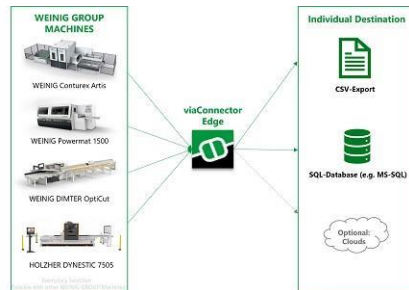 WEINIG GROUP
MACHINES
WEINIG Conturex Artis
WEINIG Powermat 1500
WEINIG DIMTER OptiCut
HOLZHER DYNESTIC 7505
viaConnector
Edge
Individual Destination
CSV-Export
SQL-Database (e.g. MS-SQL)
Optional:
Clouds